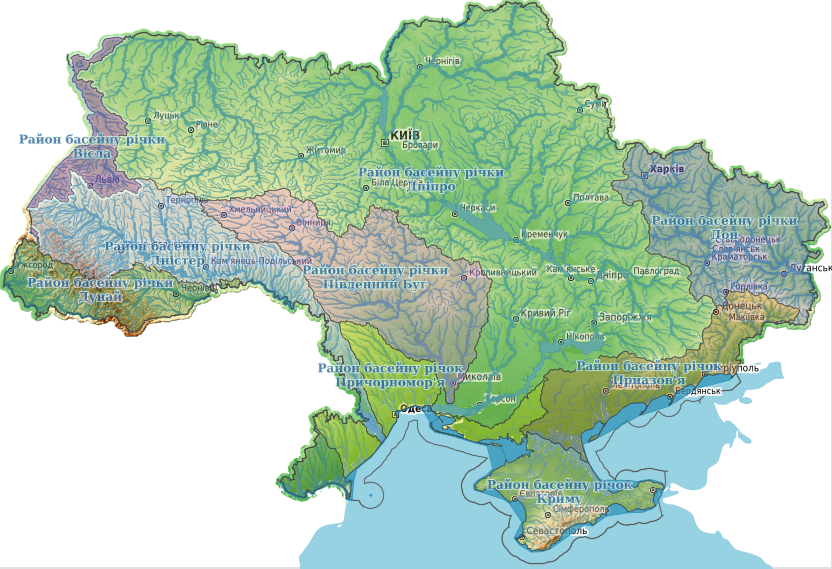 Чернігів
Суми
Луцьк
Рівне
КИЇВ
Бровари
Район басейну річки
Вісла
Житомир
Харків
Район басейну річки
Дніпро
Львів
Біла Церк
Тернопіль
Полтава
Хмельницький
Черкаси
Вінниця
Район басейну річки
Дон
Кременчук
Район басейну річки
Дністер
Слов'янськ
Краматорськ
Кам'янець-Подільський
Ужгород
Район басейну річки
Південний Буг
Кропивницький
Кам'янське
Дніпро
Павлоград
Луганськ
Район басейну річки
Дунай
Чернівці
Горлівка
Донецьк
Макіївка
Кривий Ріг
Запоріжжя
Нікополь
Район басейну річок
Причорномор'я
Район басейну річок
Приазов'я
Маріуполь
Миколаїв
Мелітополь
Бердянськ
Херсон
Одеса
Район басейну річок
Криму
Євпаторія
Сімферополь
Севастополь